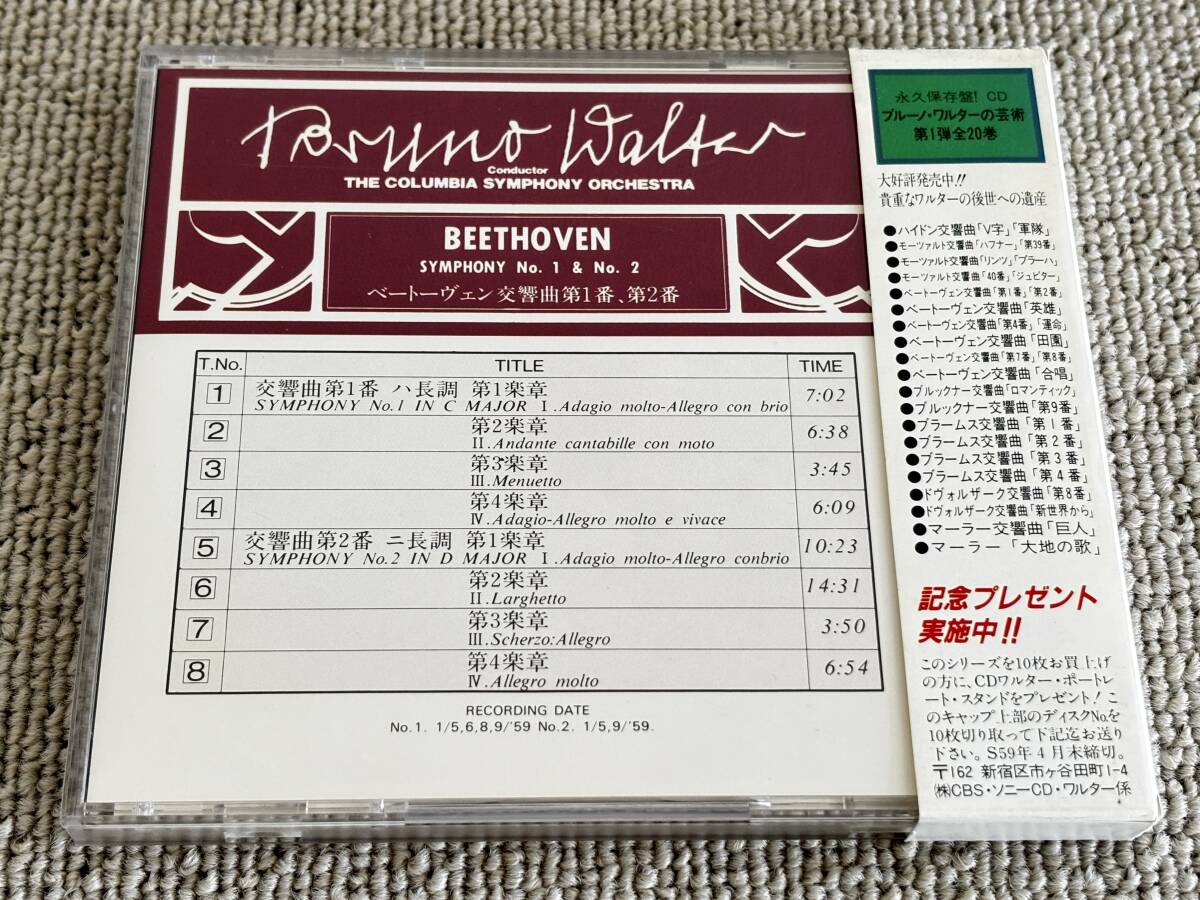 Bruno Walter
Conductor
THE COLUMBIA SYMPHONY ORCHESTRA
BEETHOVEN
SYMPHONY No. 1 & No. 2
ベートーヴェン交響曲第1番、第2番
T.No. TITLE TIME
1 交響曲第1番 ハ長調 第1楽章 7:02
SYMPHONY No.1 IN C MAJOR I.Adagio molto-Allegro con brio
2 第2楽章 6:38
II.Andante cantabille con moto
3 第3楽章 3:45
III.Menuetto
4 第4楽章 6:09
IV.Adagio-Allegro molto e vivace
5 交響曲第2番 ニ長調 第1楽章 10:23
SYMPHONY No.2 IN D MAJOR I.Adagio molto-Allegro conbrio
6 第2楽章 14:31
II.Larghetto
7 第3楽章 3:50
III.Scherzo:Allegro
8 第4楽章 6:54
IV.Allegro molto
RECORDING DATE
No.1. 1/5,6,8,9/'59 No.2. 1/5,9/'59.
永久保存盤! CD
ブルーノ・ワルターの芸術
第1弾全20巻
大好評発売中!!
貴重なワルターの後世への遺産
●ハイドン交響曲「V字」「軍隊」
●モーツァルト交響曲「ハフナー」「第39番」
●モーツァルト交響曲「リンツ」「プラーハ」
●モーツァルト交響曲「40番」「ジュピター」
●ベートーヴェン交響曲「第1番」「第2番」
●ベートーヴェン交響曲「英雄」
●ベートーヴェン交響曲「第4番」「運命」
●ベートーヴェン交響曲「田園」
●ベートーヴェン交響曲「第7番」「第8番」
●ベートーヴェン交響曲「合唱」
●ブルックナー交響曲「ロマンティック」
●ブルックナー交響曲「第9番」
●ブラームス交響曲「第1番」
●ブラームス交響曲「第2番」
●ブラームス交響曲「第3番」
●ブラームス交響曲「第4番」
●ドヴォルザーク交響曲「第8番」
●ドヴォルザーク交響曲「新世界から」
●マーラー交響曲「巨人」
●マーラー「大地の歌」
記念プレゼント
実施中!!
このシリーズを10枚お買上げ
の方に、CDワルター・ポートレ
ート・スタンドをプレゼント! こ
のキャップ上部のディスクNo.を
10枚切り取って下記迄お送り
下さい。S59年4月末締切。
〒162 新宿区市ヶ谷田町1-4
㈱CBS・ソニーCD・ワルター係